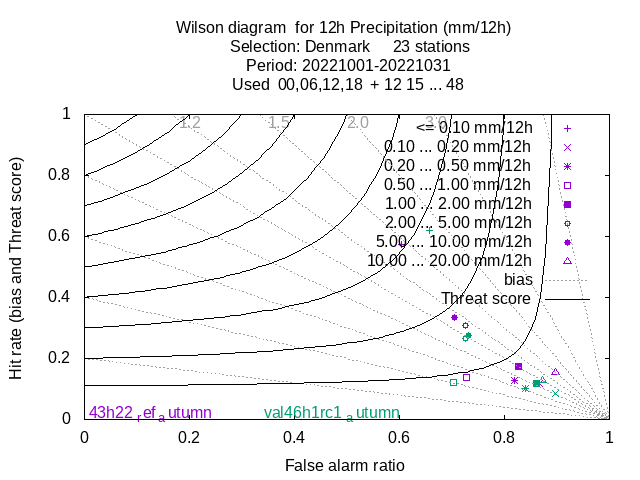 Wilson diagram  for 12h Precipitation (mm/12h)
Selection: Denmark     23 stations
Period: 20221001-20221031
Used  00,06,12,18  + 12 15 ... 48
1.2 1.5 2.0 3.0
<= 0.10 mm/12h
0.10 ... 0.20 mm/12h
0.20 ... 0.50 mm/12h
0.50 ... 1.00 mm/12h
1.00 ... 2.00 mm/12h
2.00 ... 5.00 mm/12h
5.00 ... 10.00 mm/12h
10.00 ... 20.00 mm/12h
bias
Threat score
Hit rate (bias and Threat score)
1
0.8
0.6
0.4
0.2
0
43h22_ref_autumn val46h1rc1_autumn
0 0.2 0.4 0.6 0.8 1
False alarm ratio